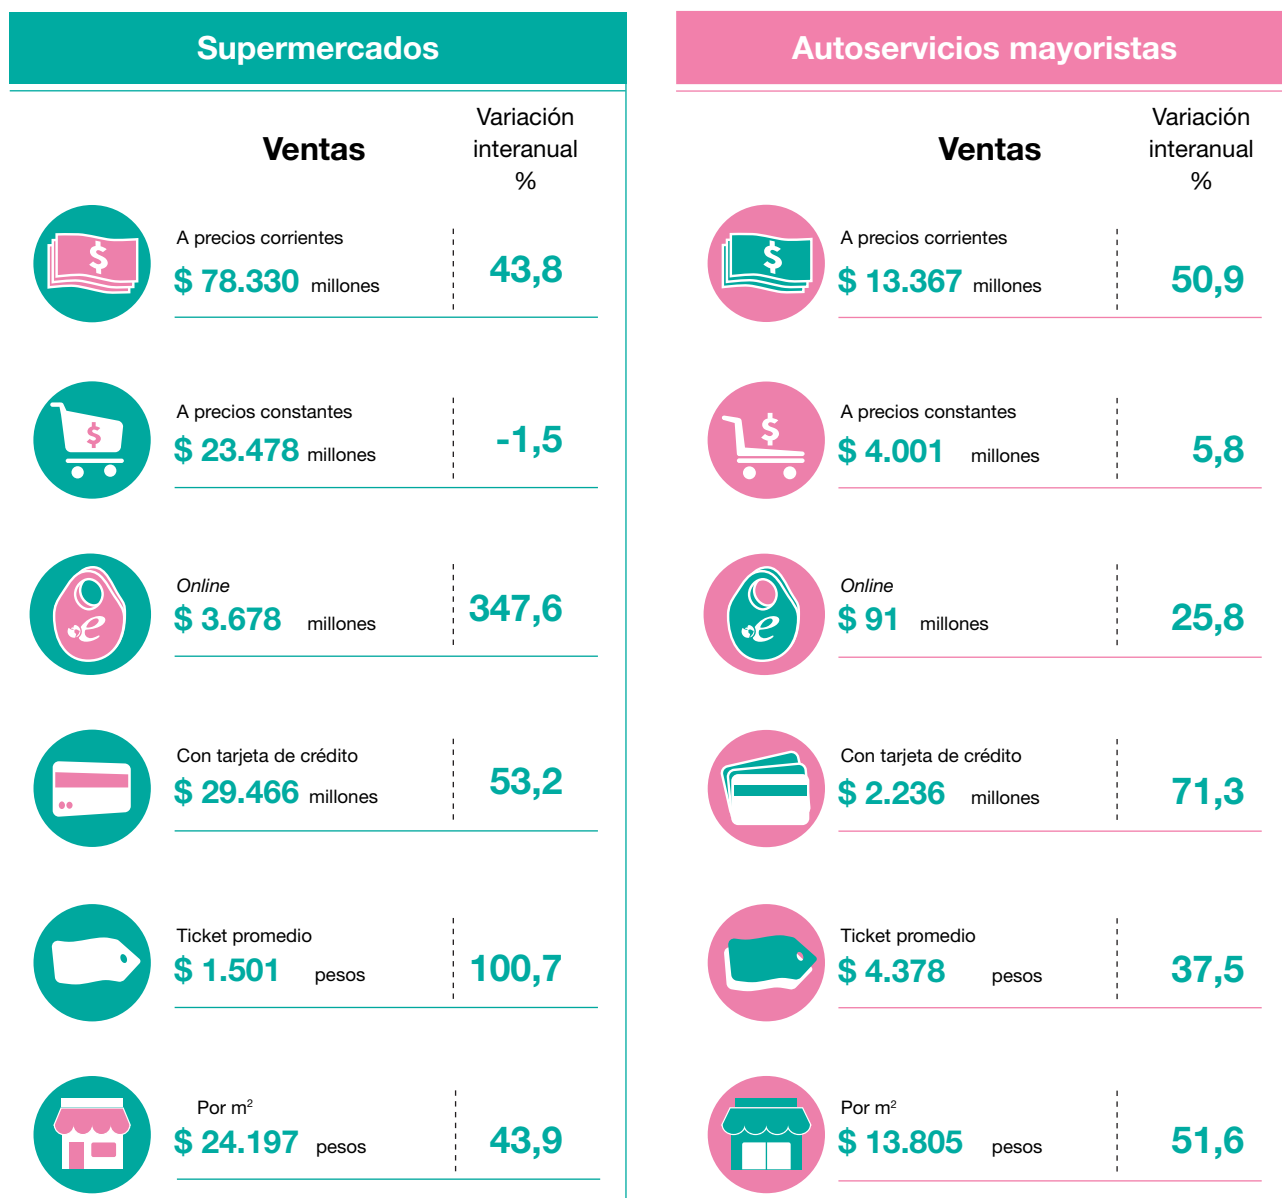 Supermercados
Ventas
Variación
interanual
%
A precios corrientes
$ 78.330 millones
43,8
A precios constantes
$ 23.478 millones
-1,5
Online
$ 3.678 millones
347,6
Con tarjeta de crédito
$ 29.466 millones
53,2
Ticket promedio
$ 1.501 pesos
100,7
Por m²
$ 24.197 pesos
43,9
Autoservicios mayoristas
Ventas
Variación
interanual
%
A precios corrientes
$ 13.367 millones
50,9
A precios constantes
$ 4.001 millones
5,8
Online
$ 91 millones
25,8
Con tarjeta de crédito
$ 2.236 millones
71,3
Ticket promedio
$ 4.378 pesos
37,5
Por m²
$ 13.805 pesos
51,6